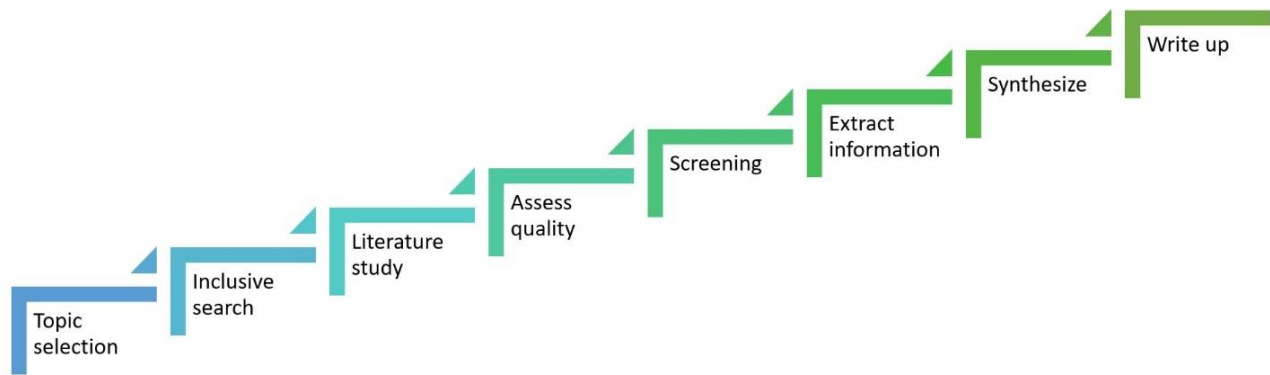 Topic
selection
Inclusive
search
Literature
study
Assess
quality
Screening
Extract
information
Synthesize
Write up